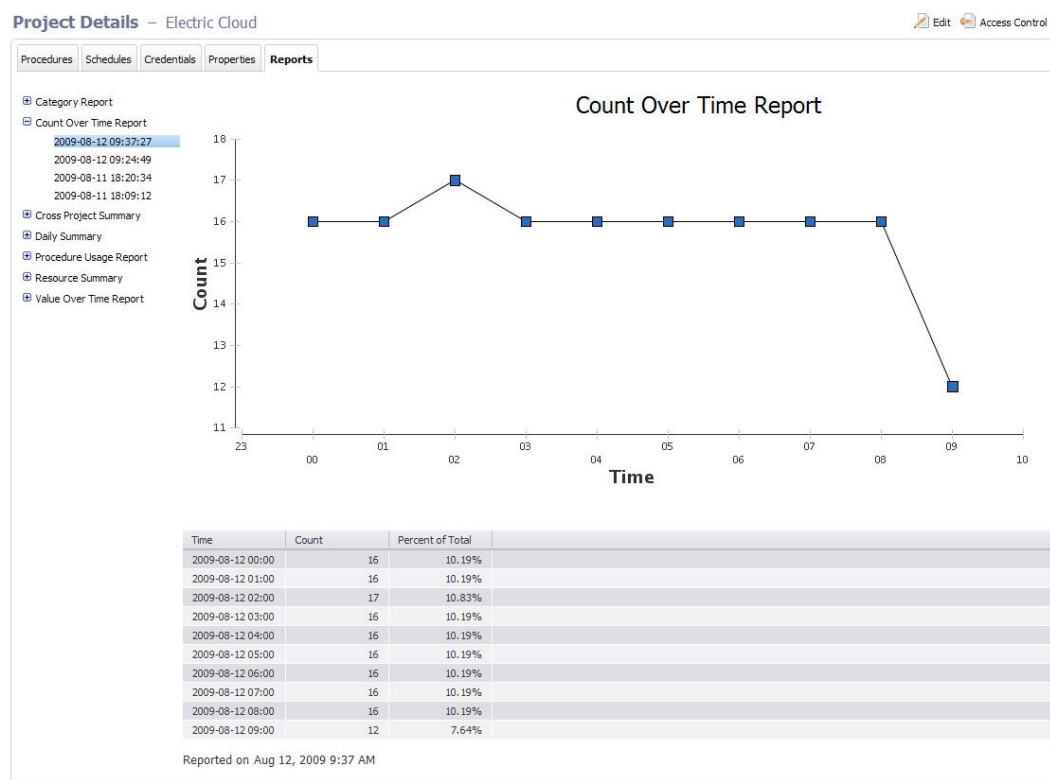 Project Details – Electric Cloud
Edit Access Control
Procedures Schedules Credentials Properties Reports
Category Report
Count Over Time Report
2009-08-12 09:37:27
2009-08-12 09:24:49
2009-08-11 18:20:34
2009-08-11 18:09:12
Cross Project Summary
Daily Summary
Procedure Usage Report
Resource Summary
Value Over Time Report
Count Over Time Report
18
17
16
15
14
13
12
11
Count
23 01 03 05 07 09
00 02 04 06 08 10
Time
Time Count Percent of Total
2009-08-12 00:00 16 10.19%
2009-08-12 01:00 16 10.19%
2009-08-12 02:00 17 10.83%
2009-08-12 03:00 16 10.19%
2009-08-12 04:00 16 10.19%
2009-08-12 05:00 16 10.19%
2009-08-12 06:00 16 10.19%
2009-08-12 07:00 16 10.19%
2009-08-12 08:00 16 10.19%
2009-08-12 09:00 12 7.64%
Reported on Aug 12, 2009 9:37 AM